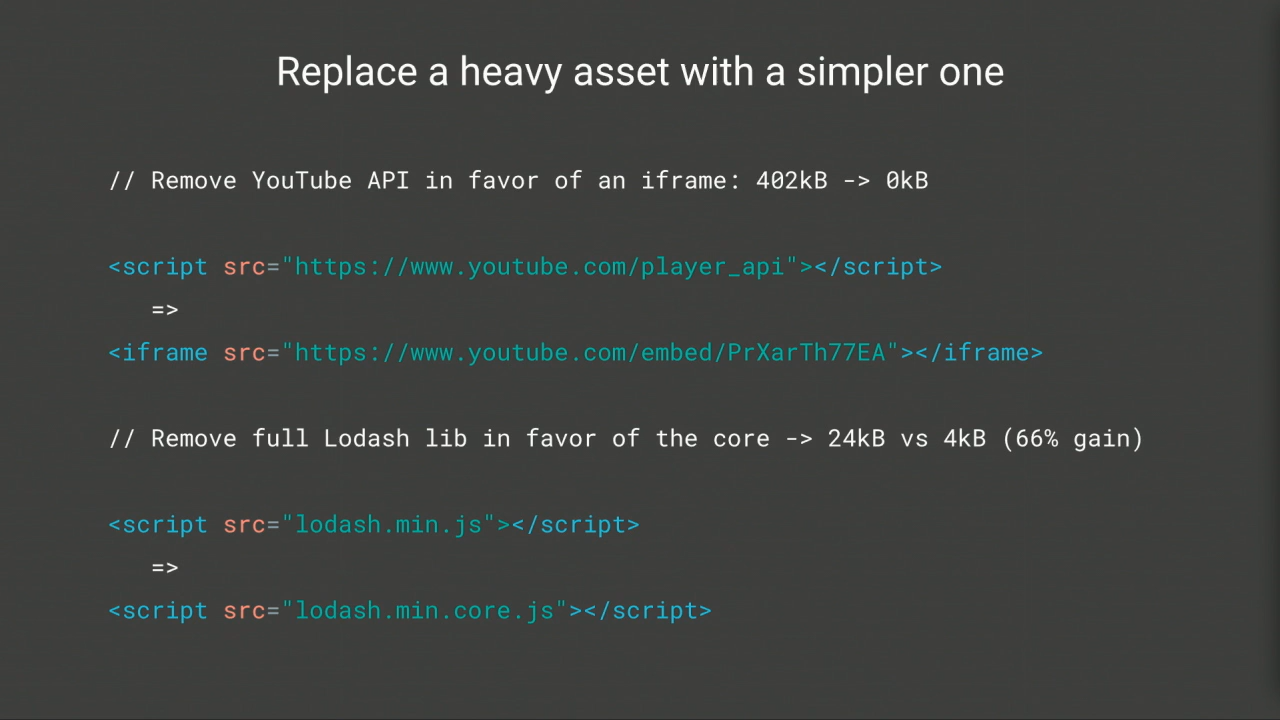 Replace a heavy asset with a simpler one
// Remove YouTube API in favor of an iframe: 402kB -> 0kB
<script src="https://www.youtube.com/player_api"></script>
=>
<iframe src="https://www.youtube.com/embed/PrXarTh77EA"></iframe>
// Remove full Lodash lib in favor of the core -> 24kB vs 4kB (66% gain)
<script src="lodash.min.js"></script>
=>
<script src="lodash.min.core.js"></script>